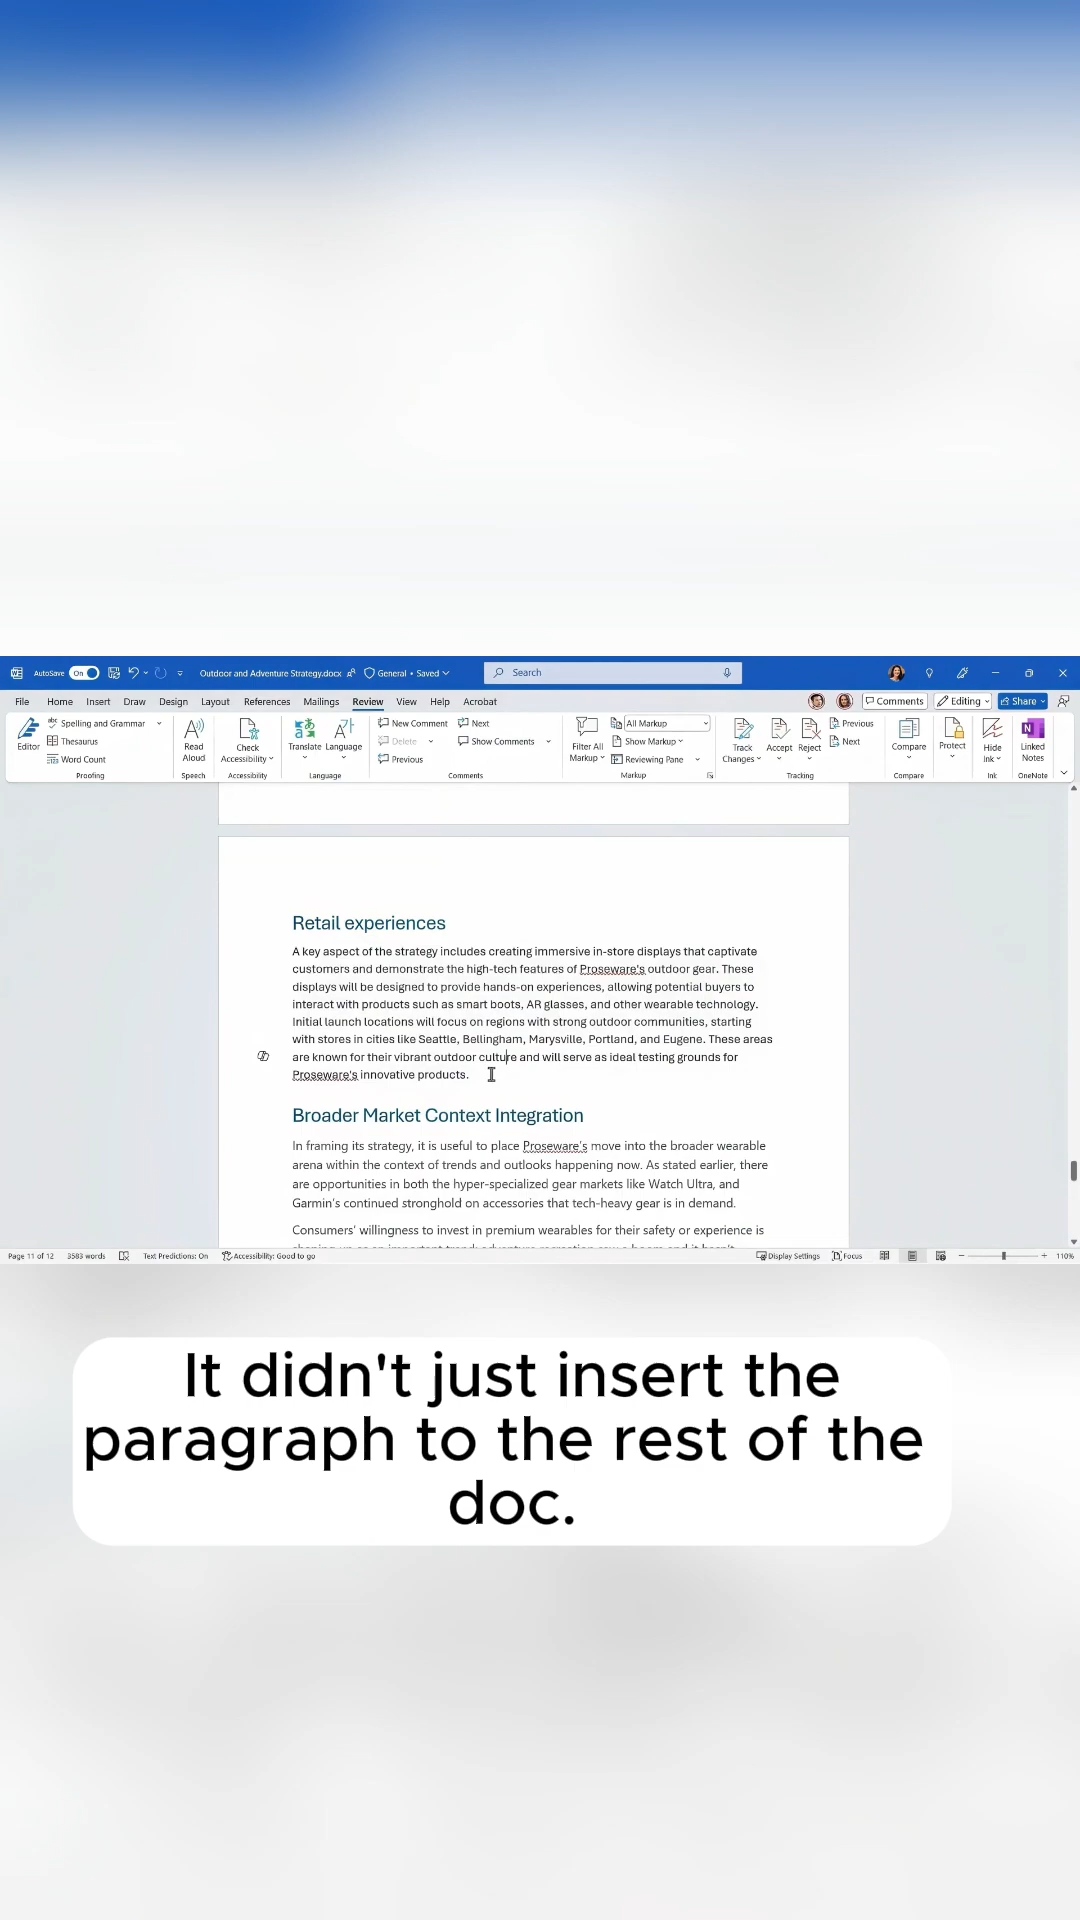 AutoSave On Outdoor and Adventure Strategy.docx General • Saved Search
File Home Insert Draw Design Layout References Mailings Review View Help Acrobat Comments Editing Share
Editor
Spelling and Grammar
Thesaurus
Word Count
Proofing
Read Aloud
Speech
Check Accessibility
Accessibility
Translate
Language
Language
New Comment
Delete
Previous
Next
Show Comments
Comments
Filter All Markup
All Markup
Show Markup
Reviewing Pane
Markup
Track Changes
Accept
Reject
Previous
Next
Tracking
Compare
Compare
Protect
Hide Ink
Ink
Linked Notes
OneNote
Retail experiences
A key aspect of the strategy includes creating immersive in-store displays that captivate
customers and demonstrate the high-tech features of Proseware's outdoor gear. These
displays will be designed to provide hands-on experiences, allowing potential buyers to
interact with products such as smart boots, AR glasses, and other wearable technology.
Initial launch locations will focus on regions with strong outdoor communities, starting
with stores in cities like Seattle, Bellingham, Marysville, Portland, and Eugene. These areas
are known for their vibrant outdoor culture and will serve as ideal testing grounds for
Proseware's innovative products.
Broader Market Context Integration
In framing its strategy, it is useful to place Proseware's move into the broader wearable
arena within the context of trends and outlooks happening now. As stated earlier, there
are opportunities in both the hyper-specialized gear markets like Watch Ultra, and
Garmin's continued stronghold on accessories that tech-heavy gear is in demand.
Consumers' willingness to invest in premium wearables for their safety or experience is
Page 11 of 12 3583 words Text Predictions: On Accessibility: Good to go Display Settings Focus 110%
It didn't just insert the
paragraph to the rest of the
doc.